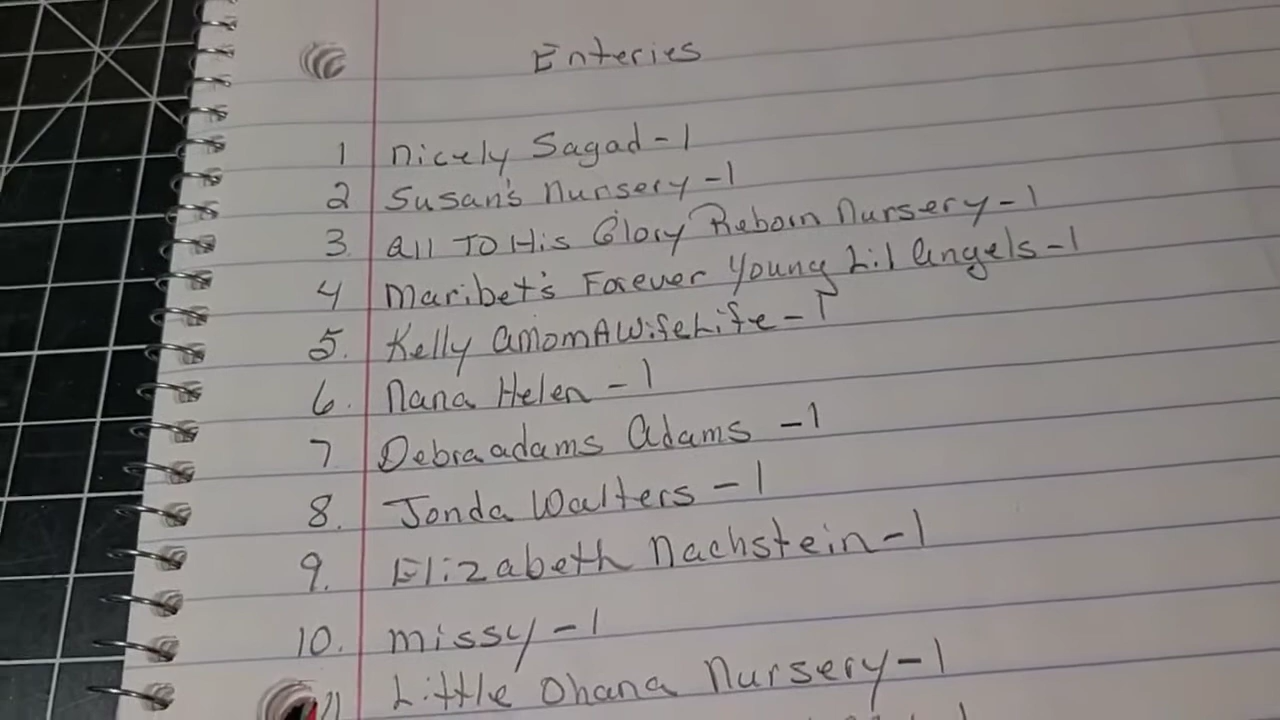 Enteries
1 Nicely Sagad - 1
2 Susan's Nursery - 1
3. All To His Glory Reborn Nursery - 1
4 Maribet's Forever Young Lil Angels - 1
5. Kelly AmomAWifeLife - 1
6. Nana Helen - 1
7 Debraadams Adams - 1
8. Jonda Walters - 1
9. Elizabeth Nachstein - 1
10. Missy - 1
11 Little Ohana Nursery - 1